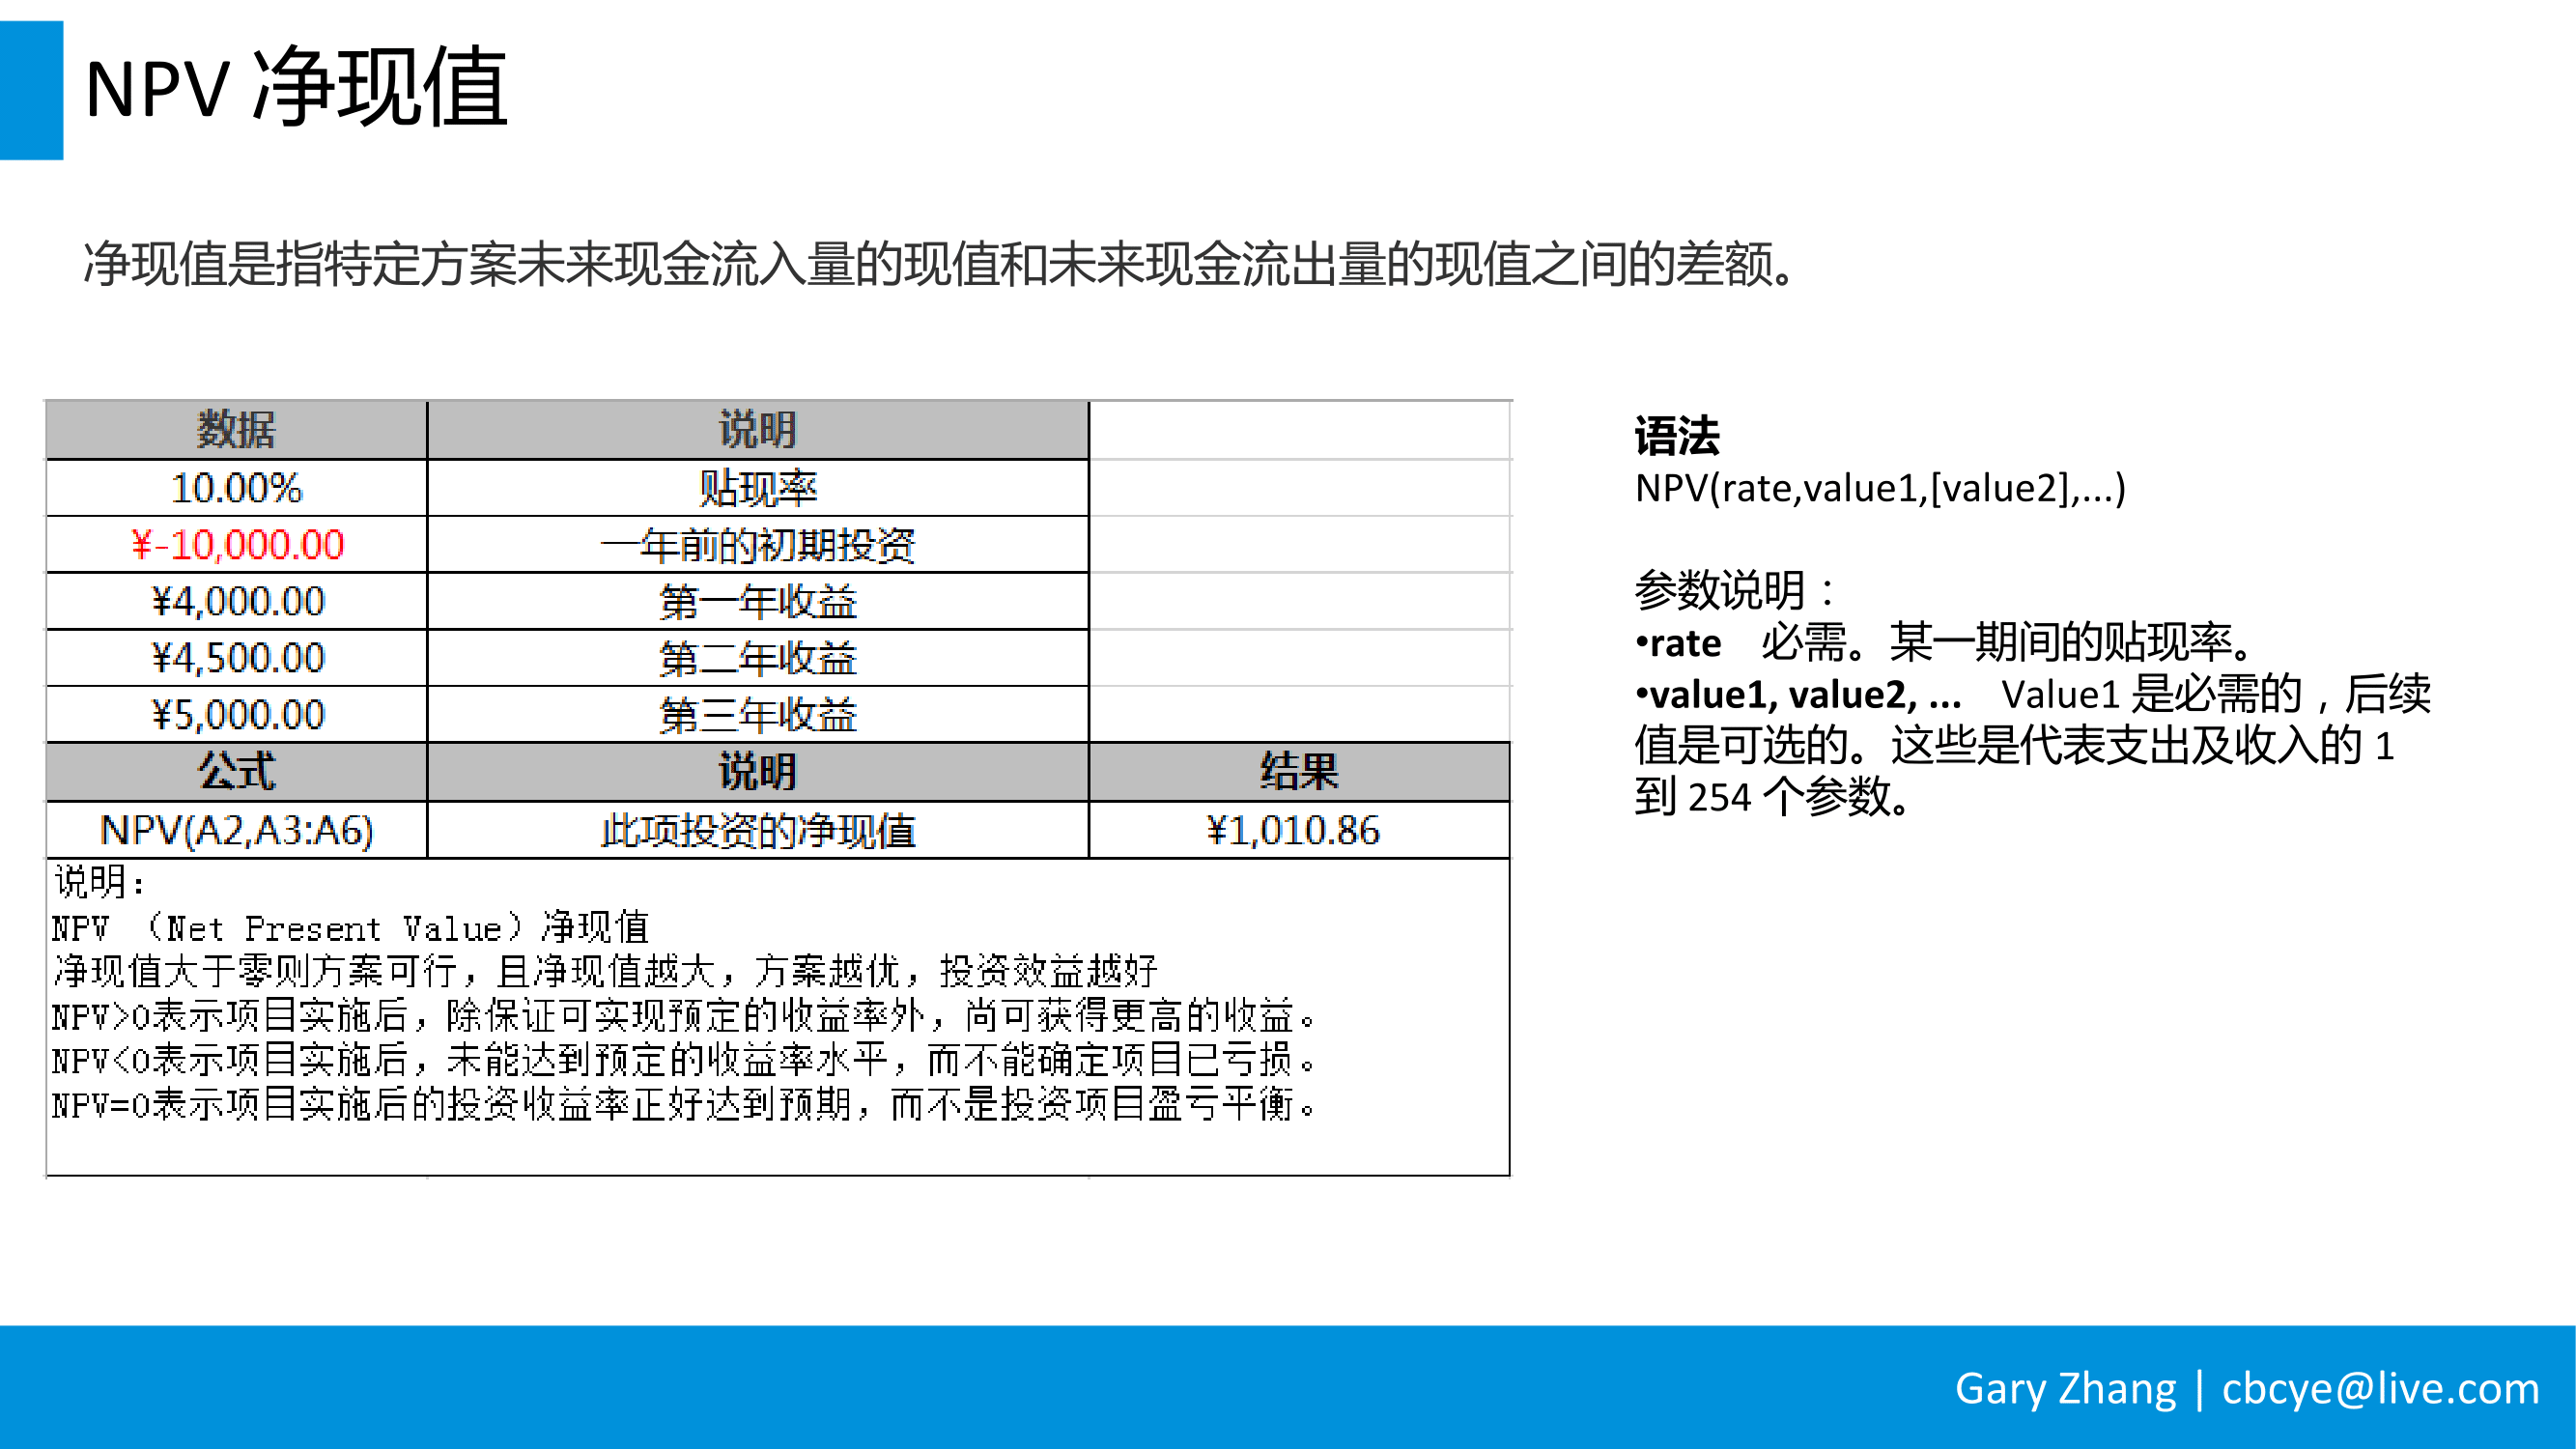 NPV 净现值
净现值是指特定方案未来现金流入量的现值和未来现金流出量的现值之间的差额。
数据 说明
10.00% 贴现率
¥-10,000.00 一年前的初期投资
¥4,000.00 第一年收益
¥4,500.00 第二年收益
¥5,000.00 第三年收益
公式 说明 结果
NPV(A2,A3:A6) 此项投资的净现值 ¥1,010.86
说明：
NPV （Net Present Value）净现值
净现值大于零则方案可行，且净现值越大，方案越优，投资效益越好
NPV>0表示项目实施后，除保证可实现预定的收益率外，尚可获得更高的收益。
NPV<0表示项目实施后，未能达到预定的收益率水平，而不能确定项目已亏损。
NPV=0表示项目实施后的投资收益率正好达到预期，而不是投资项目盈亏平衡。
语法
NPV(rate,value1,[value2],...)
参数说明：
•rate 必需。某一期间的贴现率。
•value1, value2, ... Value1 是必需的，后续
值是可选的。这些是代表支出及收入的 1
到 254 个参数。
Gary Zhang | cbcye@live.com